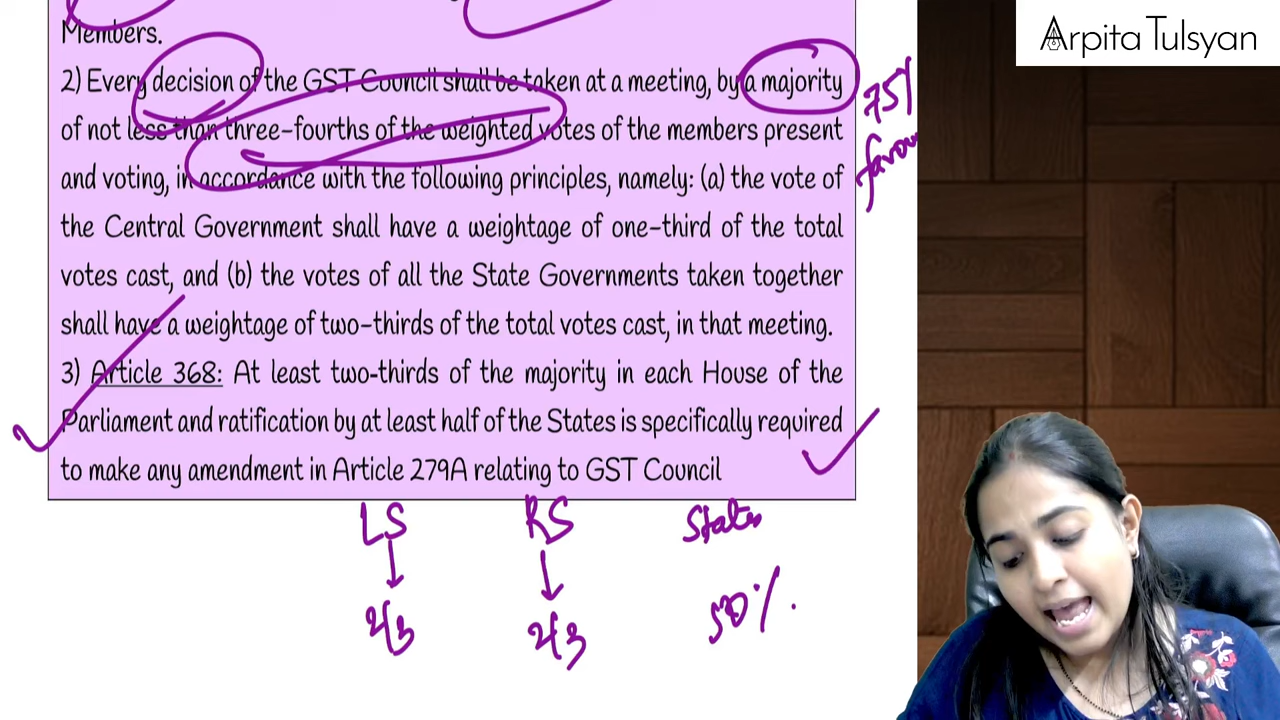 Arpita Tulsyan
Members.
2) Every decision of the GST Council shall be taken at a meeting, by a majority
of not less than three-fourths of the weighted votes of the members present
and voting, in accordance with the following principles, namely: (a) the vote of
the Central Government shall have a weightage of one-third of the total
votes cast, and (b) the votes of all the State Governments taken together
shall have a weightage of two-thirds of the total votes cast, in that meeting.
3) Article 368: At least two-thirds of the majority in each House of the
Parliament and ratification by at least half of the States is specifically required
to make any amendment in Article 279A relating to GST Council
75%
LS RS States
2/3 2/3 50%